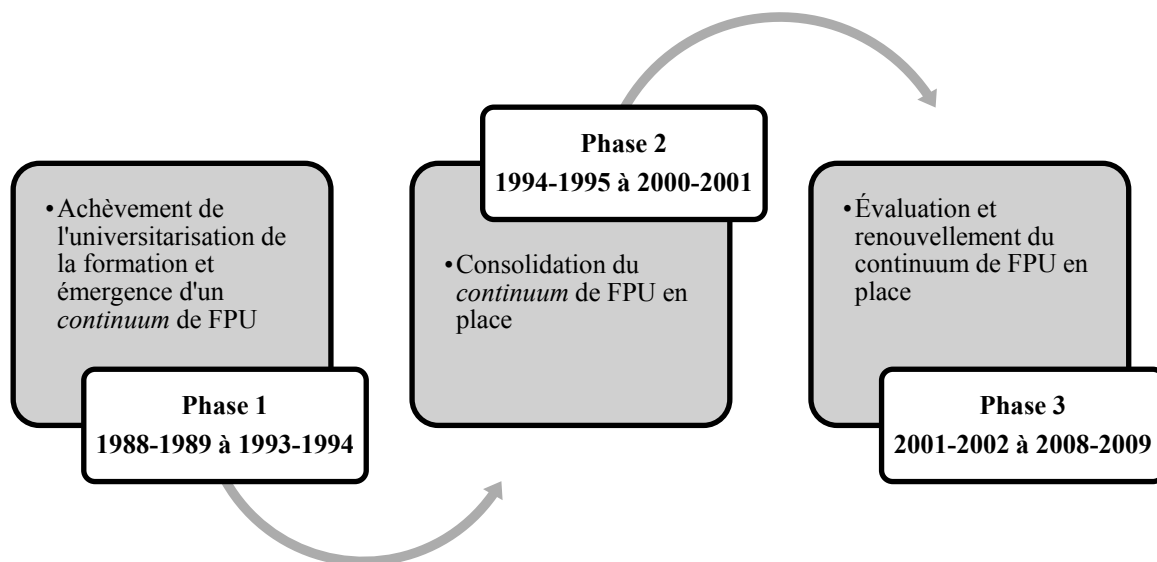 •Achèvement de
l'universitarisation de
la formation et
émergence d'un
continuum de FPU
Phase 1
1988-1989 à 1993-1994
Phase 2
1994-1995 à 2000-2001
•Consolidation du
continuum de FPU en
place
•Évaluation et
renouvellement du
continuum de FPU en
place
Phase 3
2001-2002 à 2008-2009